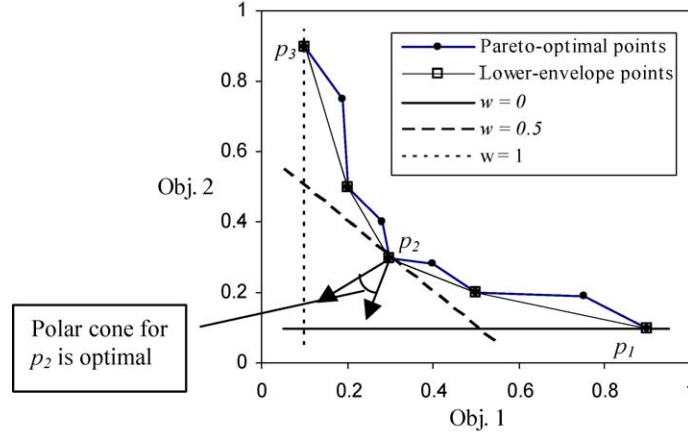 1
0.8
0.6
0.4
0.2
0
Obj. 2
p3
Pareto-optimal points
Lower-envelope points
w = 0
w = 0.5
w = 1
p2
p1
Polar cone for
p2 is optimal
0 0.2 0.4 0.6 0.8 1
Obj. 1